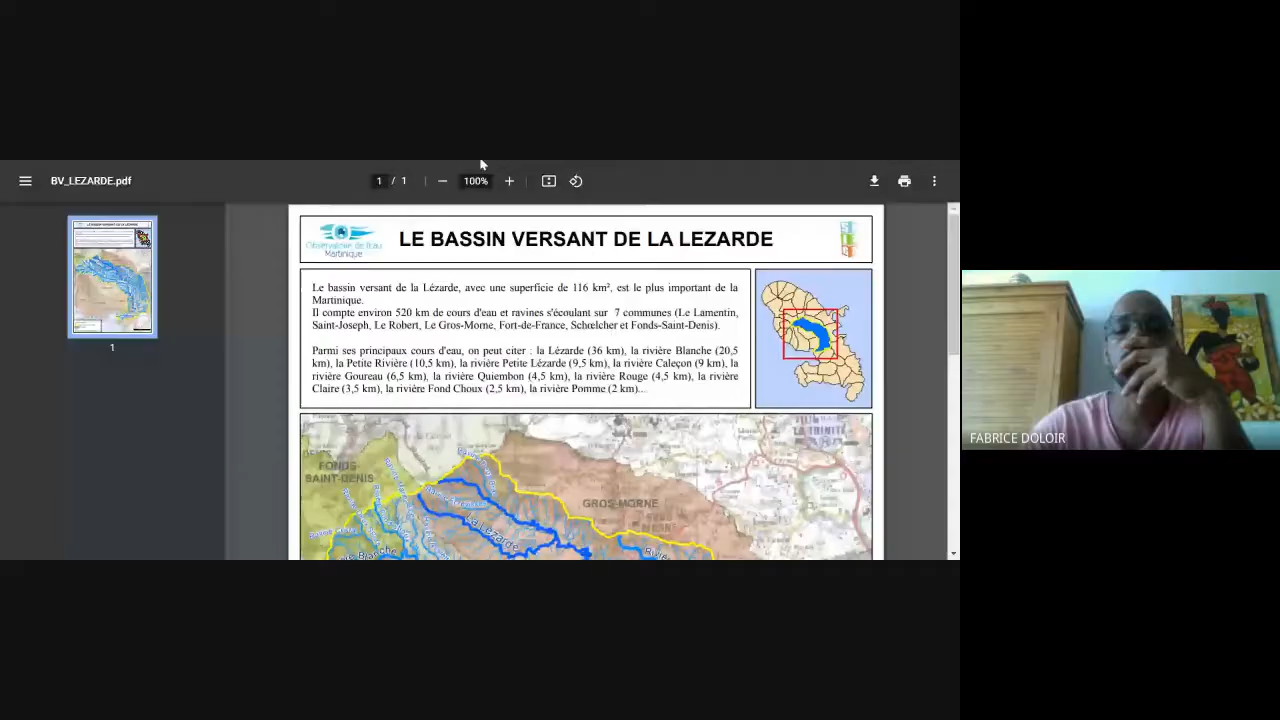 BV_LEZARDE.pdf
1 / 1
100%
Observatoire de l'eau
Martinique
LE BASSIN VERSANT DE LA LEZARDE
Le bassin versant de la Lézarde, avec une superficie de 116 km², est le plus important de la
Martinique.
Il compte environ 520 km de cours d'eau et ravines s'écoulant sur 7 communes (Le Lamentin,
Saint-Joseph, Le Robert, Le Gros-Morne, Fort-de-France, Schœlcher et Fonds-Saint-Denis).
Parmi ses principaux cours d'eau, on peut citer : la Lézarde (36 km), la rivière Blanche (20,5
km), la Petite Rivière (10,5 km), la rivière Petite Lézarde (9,5 km), la rivière Caleçon (9 km), la
rivière Goureau (6,5 km), la rivière Quiembon (4,5 km), la rivière Rouge (4,5 km), la rivière
Claire (3,5 km), la rivière Fond Choux (2,5 km), la rivière Pomme (2 km)...
1
FONDS-
SAINT-DENIS
GROS-MORNE
La Lézarde
Blanche
LA TRINITÉ
FABRICE DOLOIR